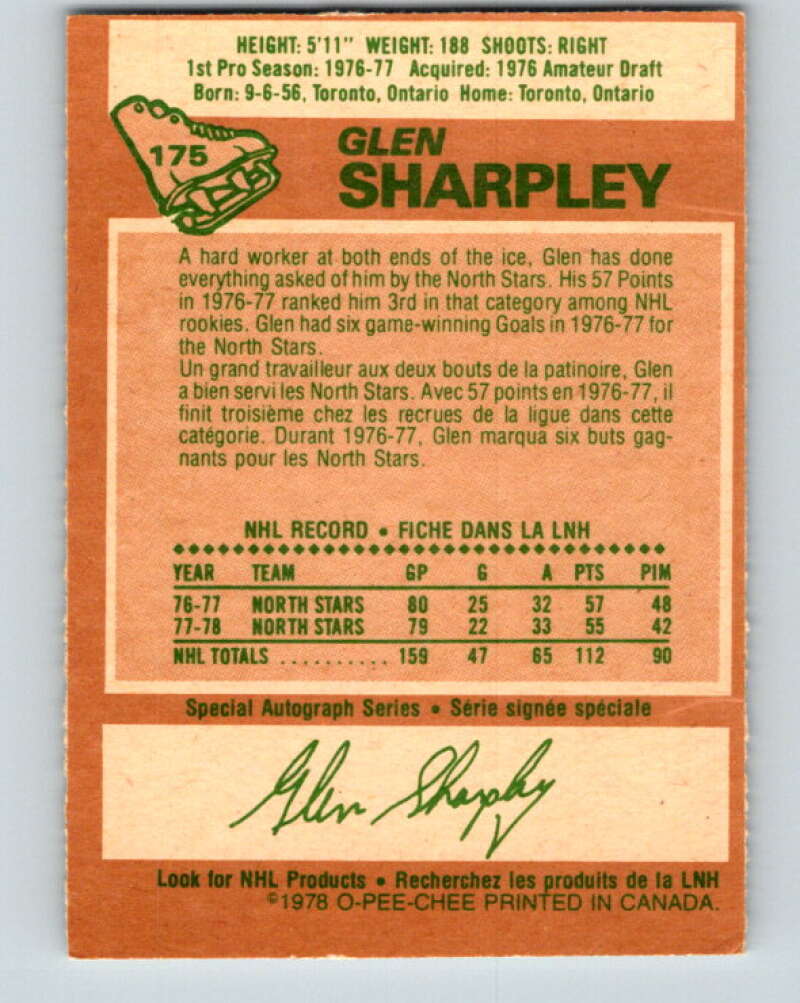 HEIGHT: 5'11" WEIGHT: 188 SHOOTS: RIGHT
1st Pro Season: 1976-77 Acquired: 1976 Amateur Draft
Born: 9-6-56, Toronto, Ontario Home: Toronto, Ontario
175
GLEN
SHARPLEY
A hard worker at both ends of the ice, Glen has done
everything asked of him by the North Stars. His 57 Points
in 1976-77 ranked him 3rd in that category among NHL
rookies. Glen had six game-winning Goals in 1976-77 for
the North Stars.
Un grand travailleur aux deux bouts de la patinoire, Glen
a bien servi les North Stars. Avec 57 points en 1976-77, il
finit troisième chez les recrues de la ligue dans cette
catégorie. Durant 1976-77, Glen marqua six buts gag-
nants pour les North Stars.
NHL RECORD • FICHE DANS LA LNH
YEAR TEAM GP G A PTS PIM
76-77 NORTH STARS 80 25 32 57 48
77-78 NORTH STARS 79 22 33 55 42
NHL TOTALS .......... 159 47 65 112 90
Special Autograph Series • Série signée spéciale
Glen Sharpley
Look for NHL Products • Recherchez les produits de la LNH
©1978 O-PEE-CHEE PRINTED IN CANADA.